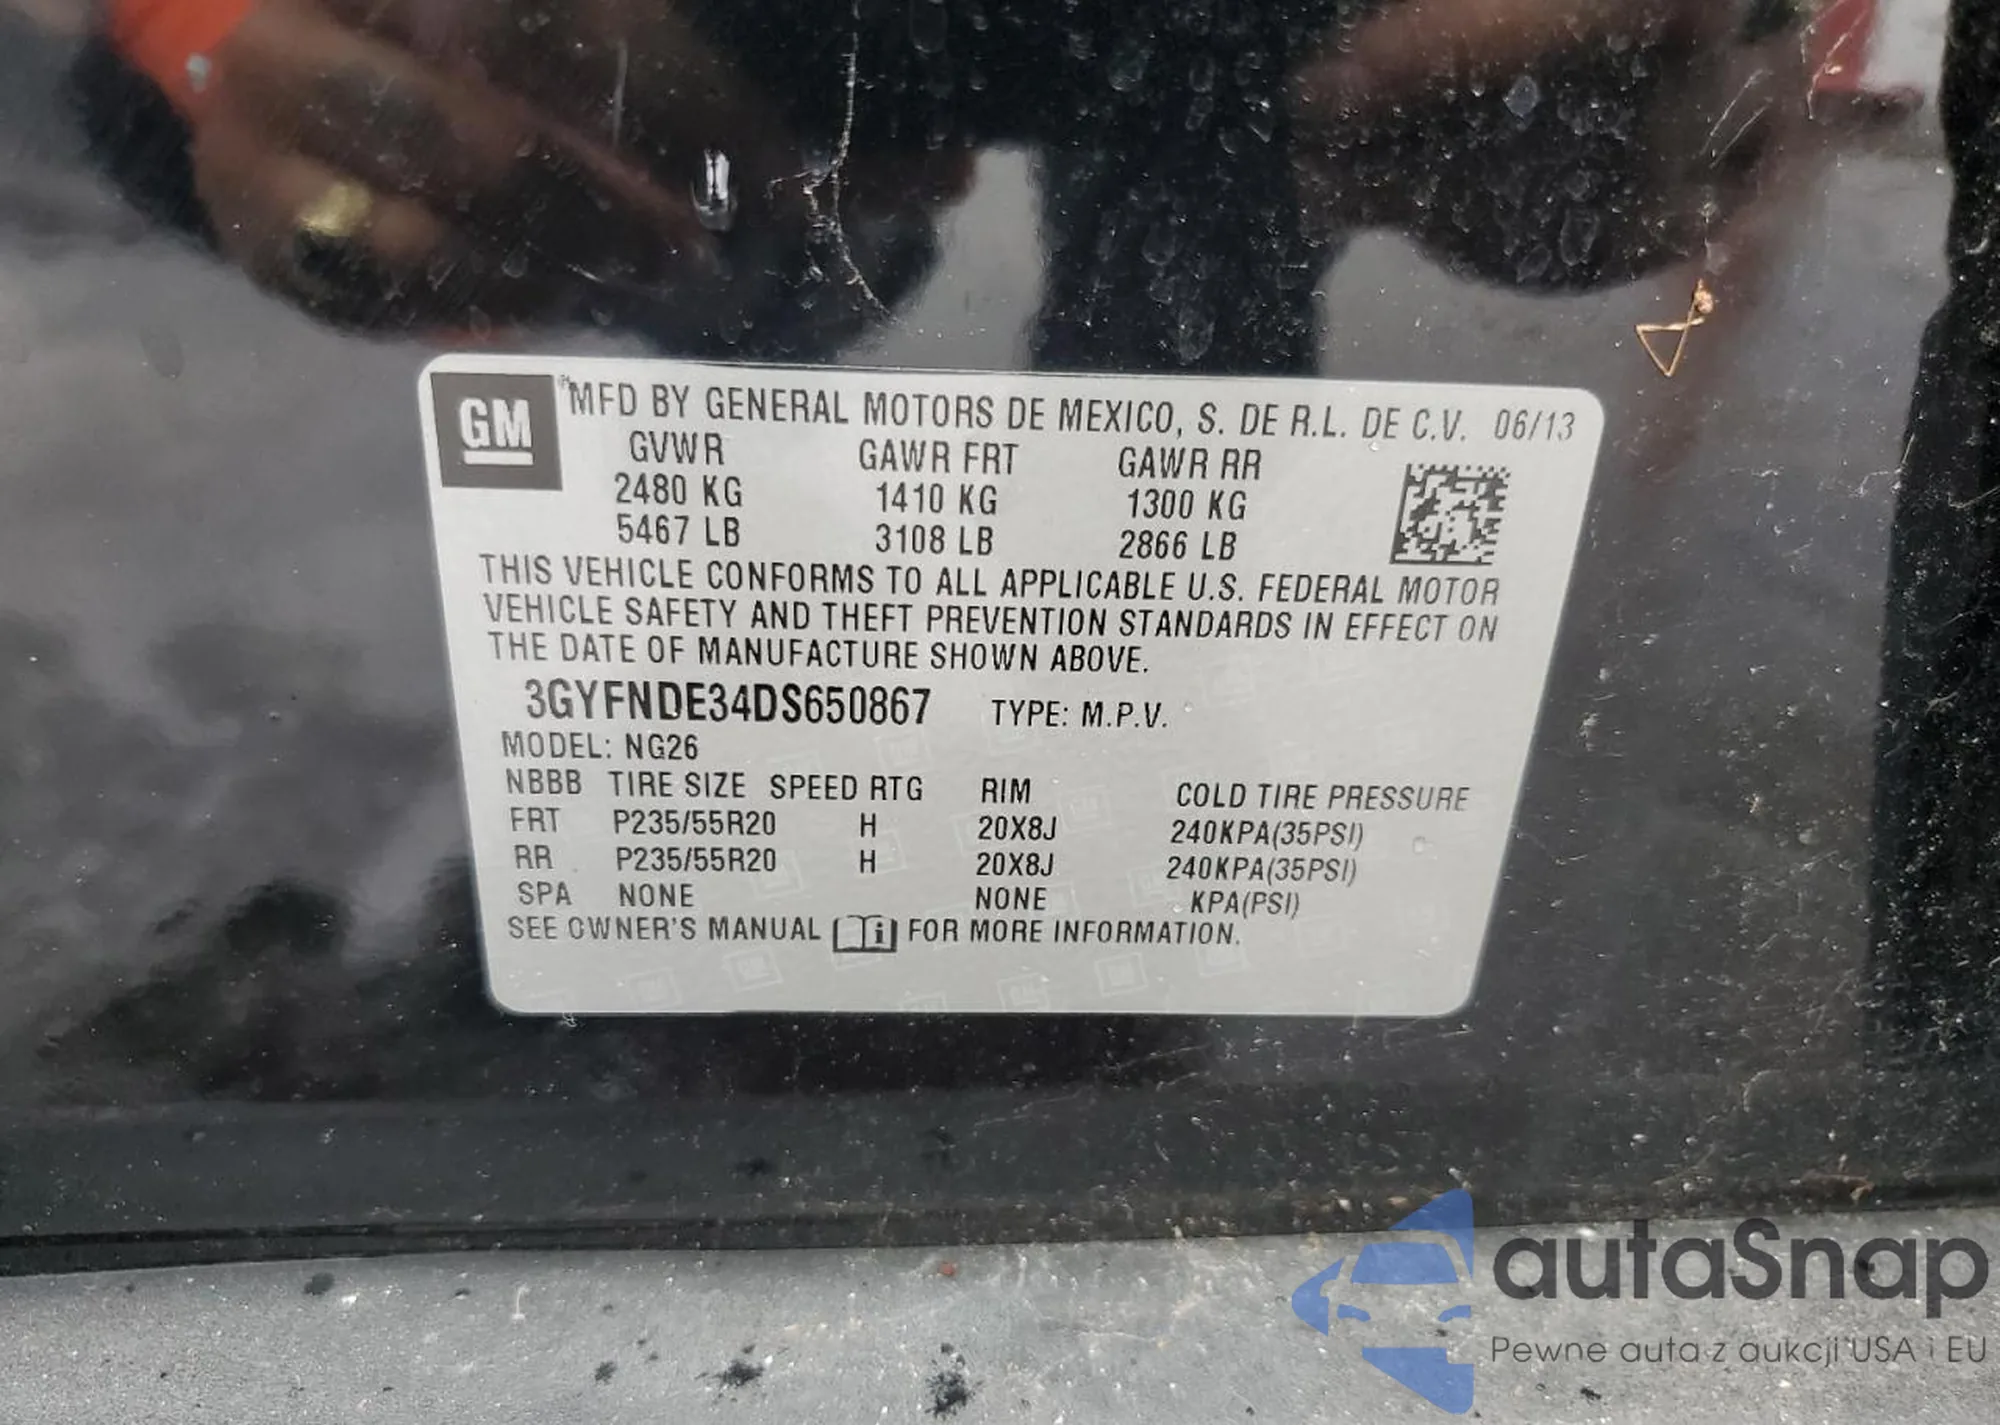 GM
MFD BY GENERAL MOTORS DE MEXICO, S. DE R.L. DE C.V. 06/13
GVWR GAWR FRT GAWR RR
2480 KG 1410 KG 1300 KG
5467 LB 3108 LB 2866 LB
THIS VEHICLE CONFORMS TO ALL APPLICABLE U.S. FEDERAL MOTOR
VEHICLE SAFETY AND THEFT PREVENTION STANDARDS IN EFFECT ON
THE DATE OF MANUFACTURE SHOWN ABOVE.
3GYFNDE34DS650867 TYPE: M.P.V.
MODEL: NG26
NBBB TIRE SIZE SPEED RTG RIM COLD TIRE PRESSURE
FRT P235/55R20 H 20X8J 240KPA(35PSI)
RR P235/55R20 H 20X8J 240KPA(35PSI)
SPA NONE NONE KPA(PSI)
SEE OWNER'S MANUAL i FOR MORE INFORMATION.
autaSnap
Pewne auta z aukcji USA i EU